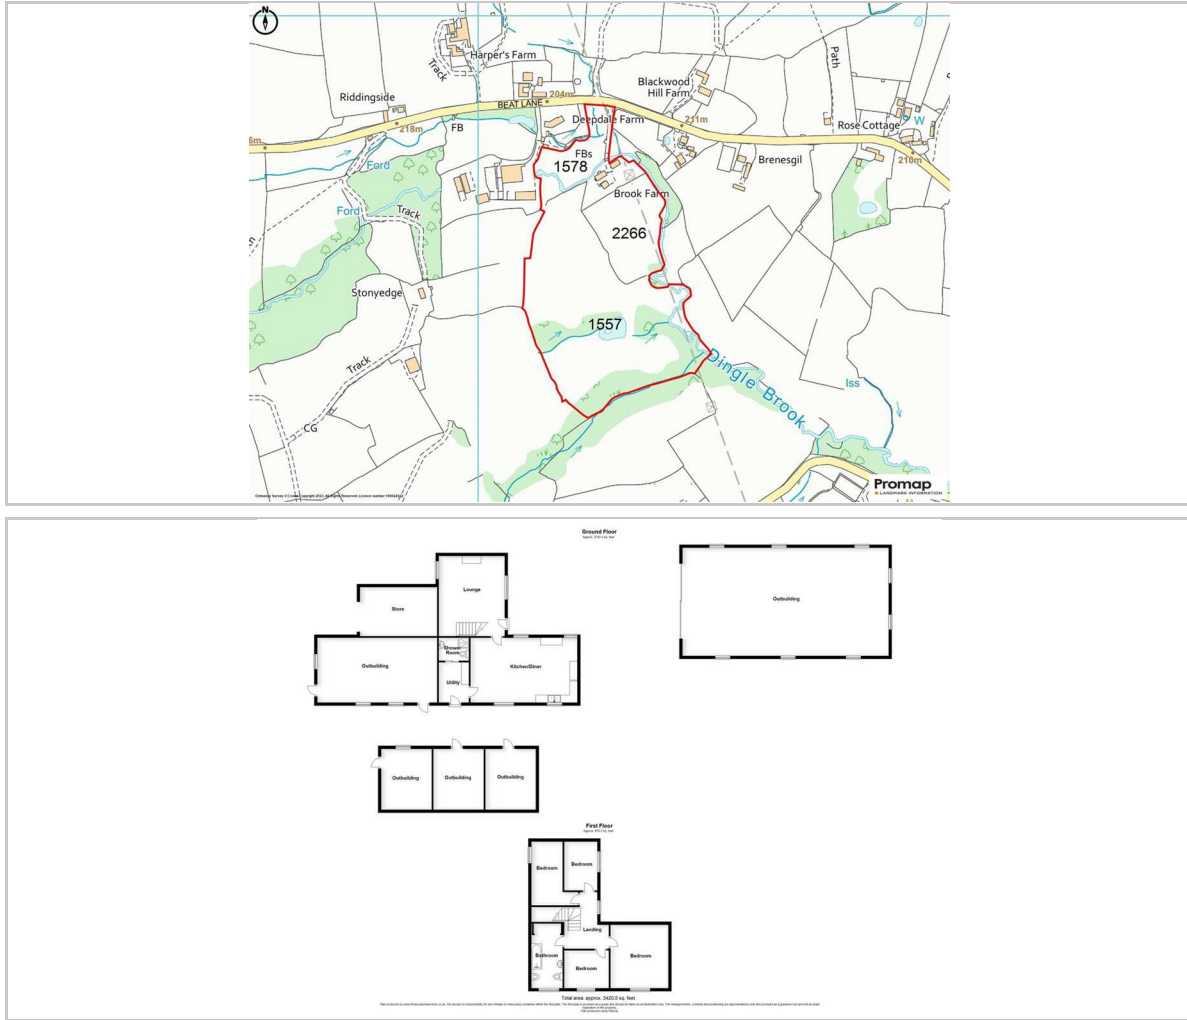 N
Harper's Farm
Track
Riddingside
BEAT LANE
204m
Blackwood
Hill Farm
Path
218m
FB
Deepdale Farm
211m
Rose Cottage
W
210m
Ford
FBs
1578
Brenesgil
Brook Farm
Ford
Track
2266
Stonyedge
1557
Track
Dingle Brook
Iss
CG
Promap
LANDMARK INFORMATION
Ground Floor
Lounge
Store
Outbuilding
Shower
Room
Outbuilding
Kitchen/Diner
Utility
Outbuilding
Outbuilding
Outbuilding
First Floor
Bedroom
Bedroom
Landing
Bathroom
Bedroom
Bedroom
Total area: approx. 3420.5 sq. feet